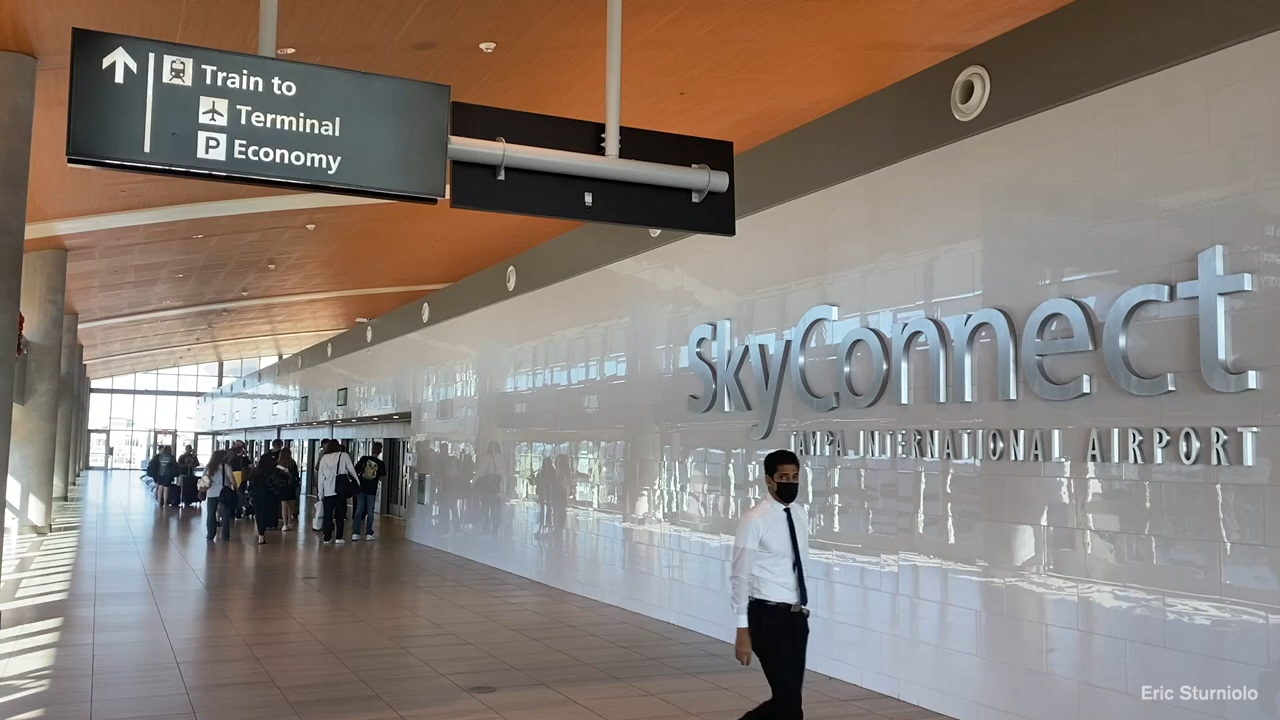 Train to
Terminal
P Economy
SkyConnect
TAMPA INTERNATIONAL AIRPORT
Eric Sturniolo